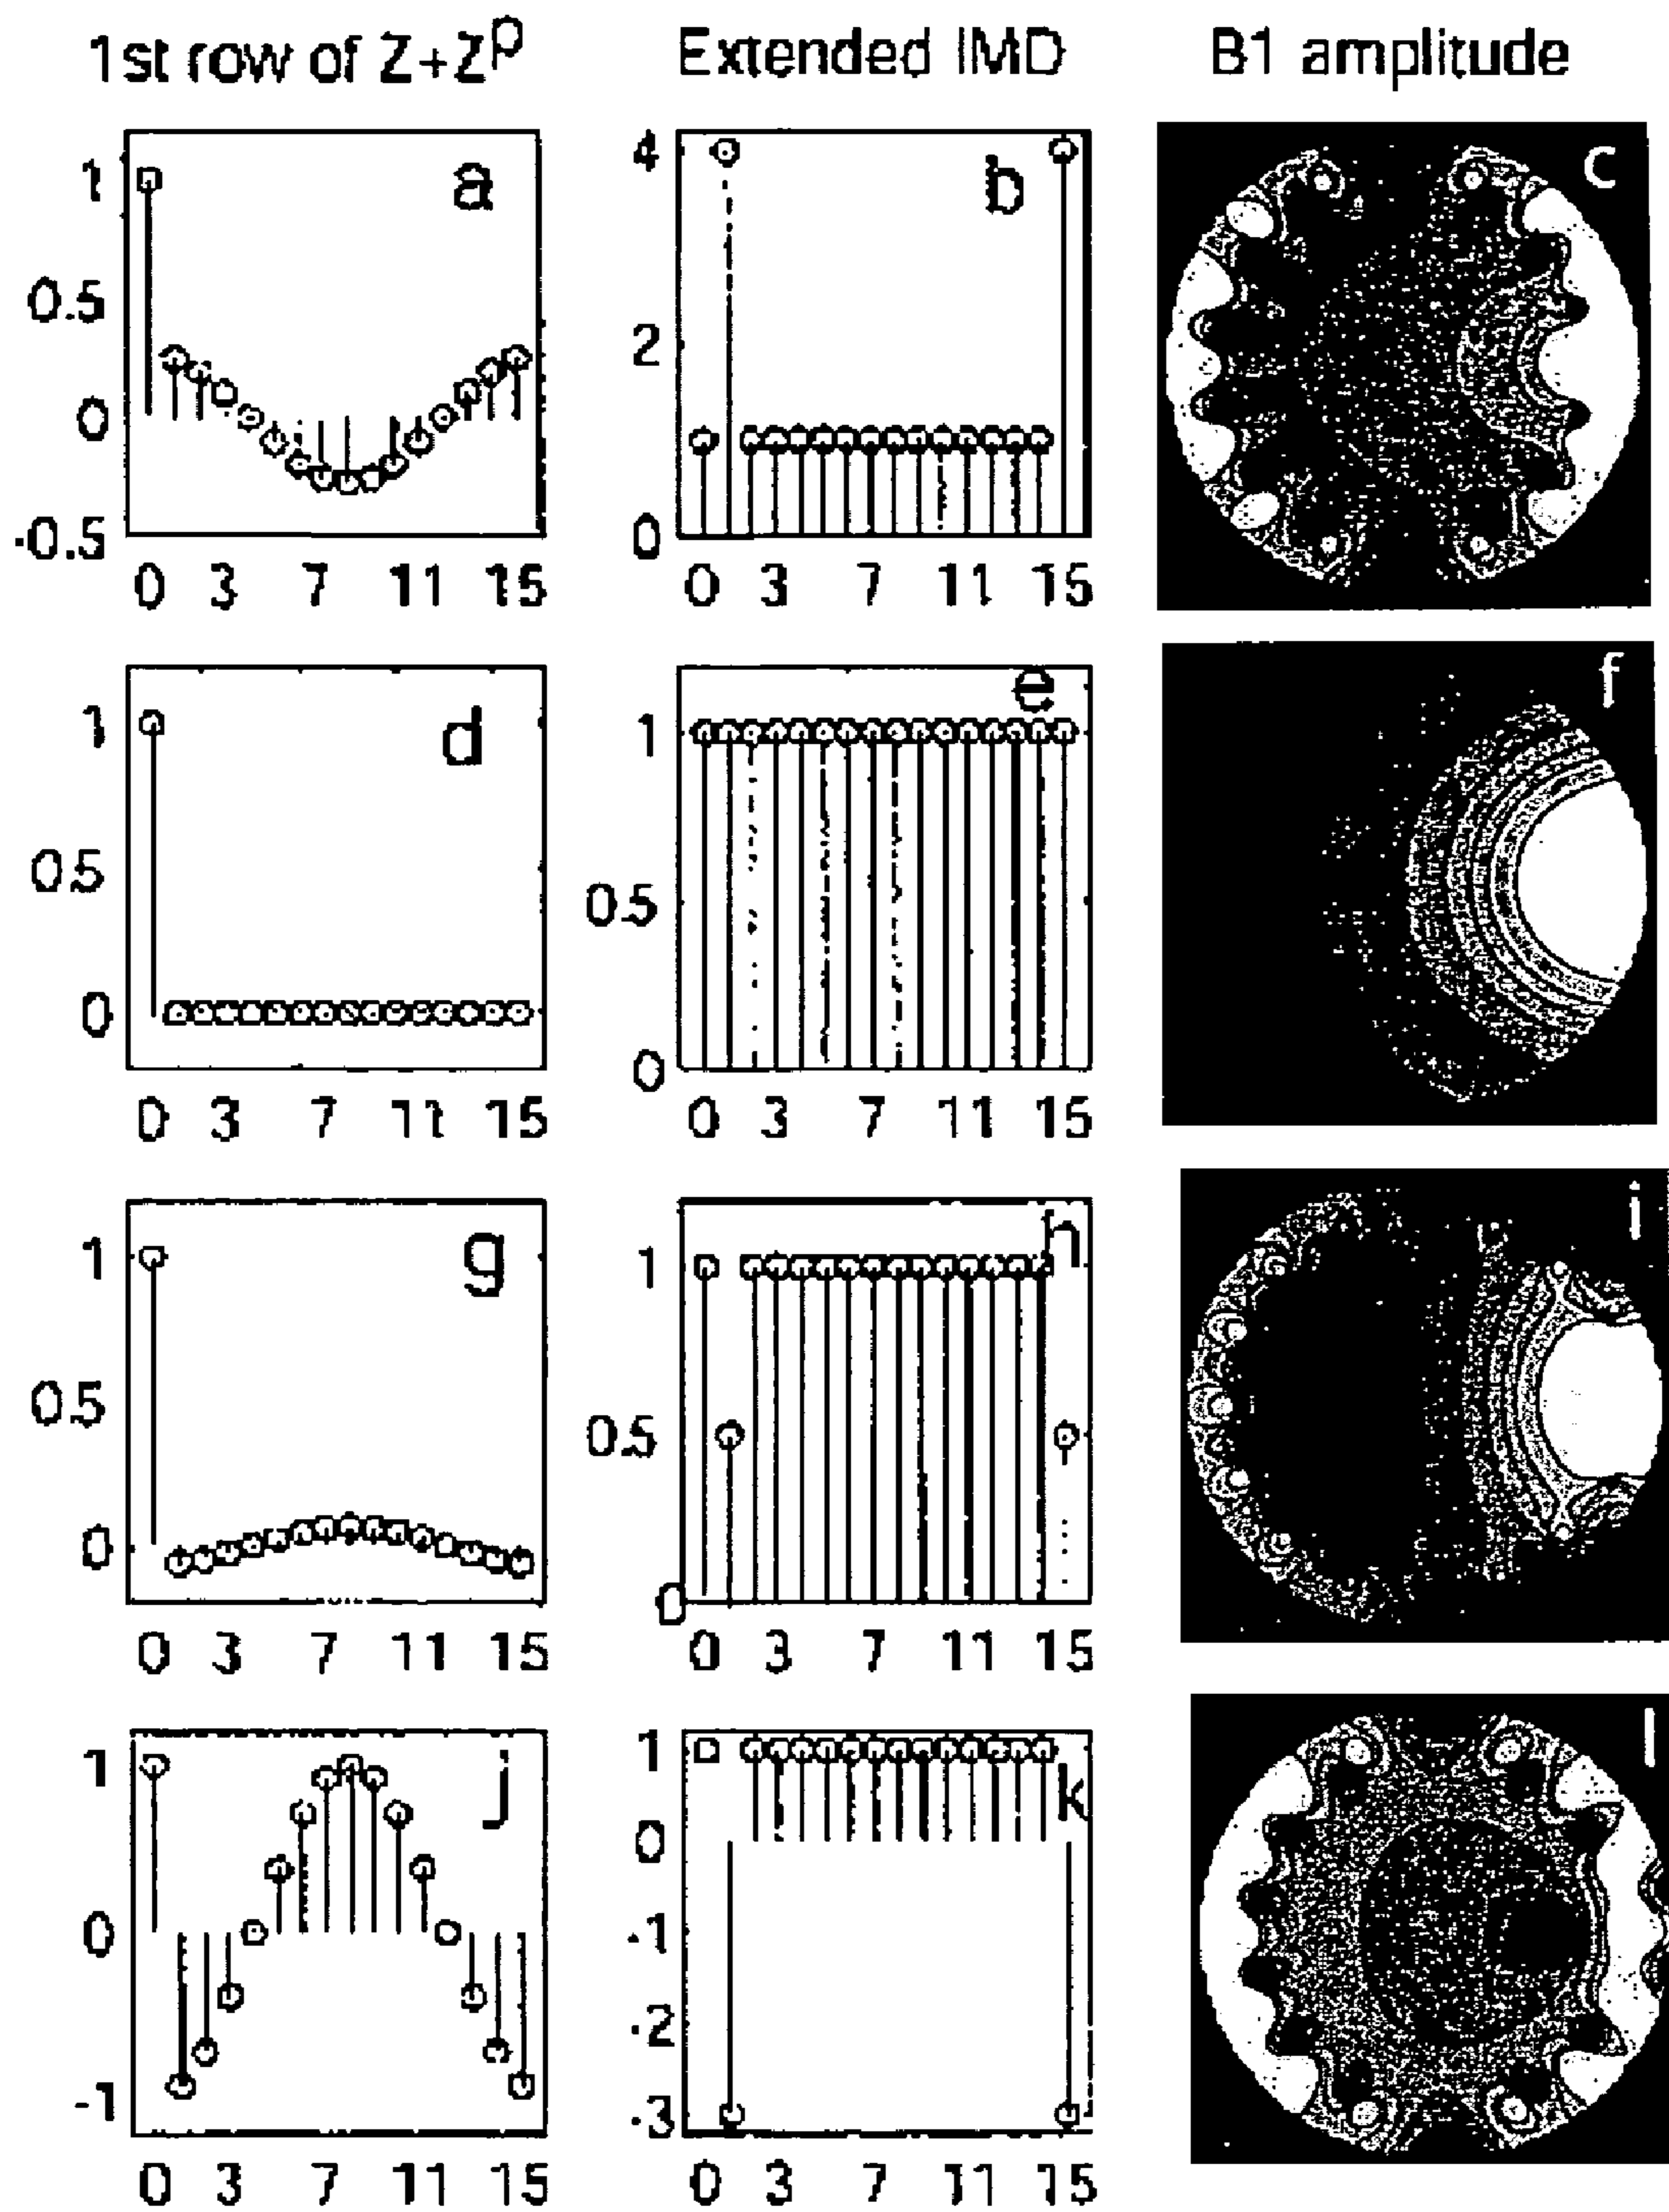 1st row of Z+Z^p Extended IMD B1 amplitude
a b c
1 0.5 0 -0.5
4 2 0
0 3 7 11 15 0 3 7 11 15
d e f
1 0.5 0
1 0.5 0
0 3 7 11 15 0 3 7 11 15
g h i
1 0.5 0
1 0.5 0
0 3 7 11 15 0 3 7 11 15
j k l
1 0 -1
1 0 -1 -2 -3
0 3 7 11 15 0 3 7 11 15